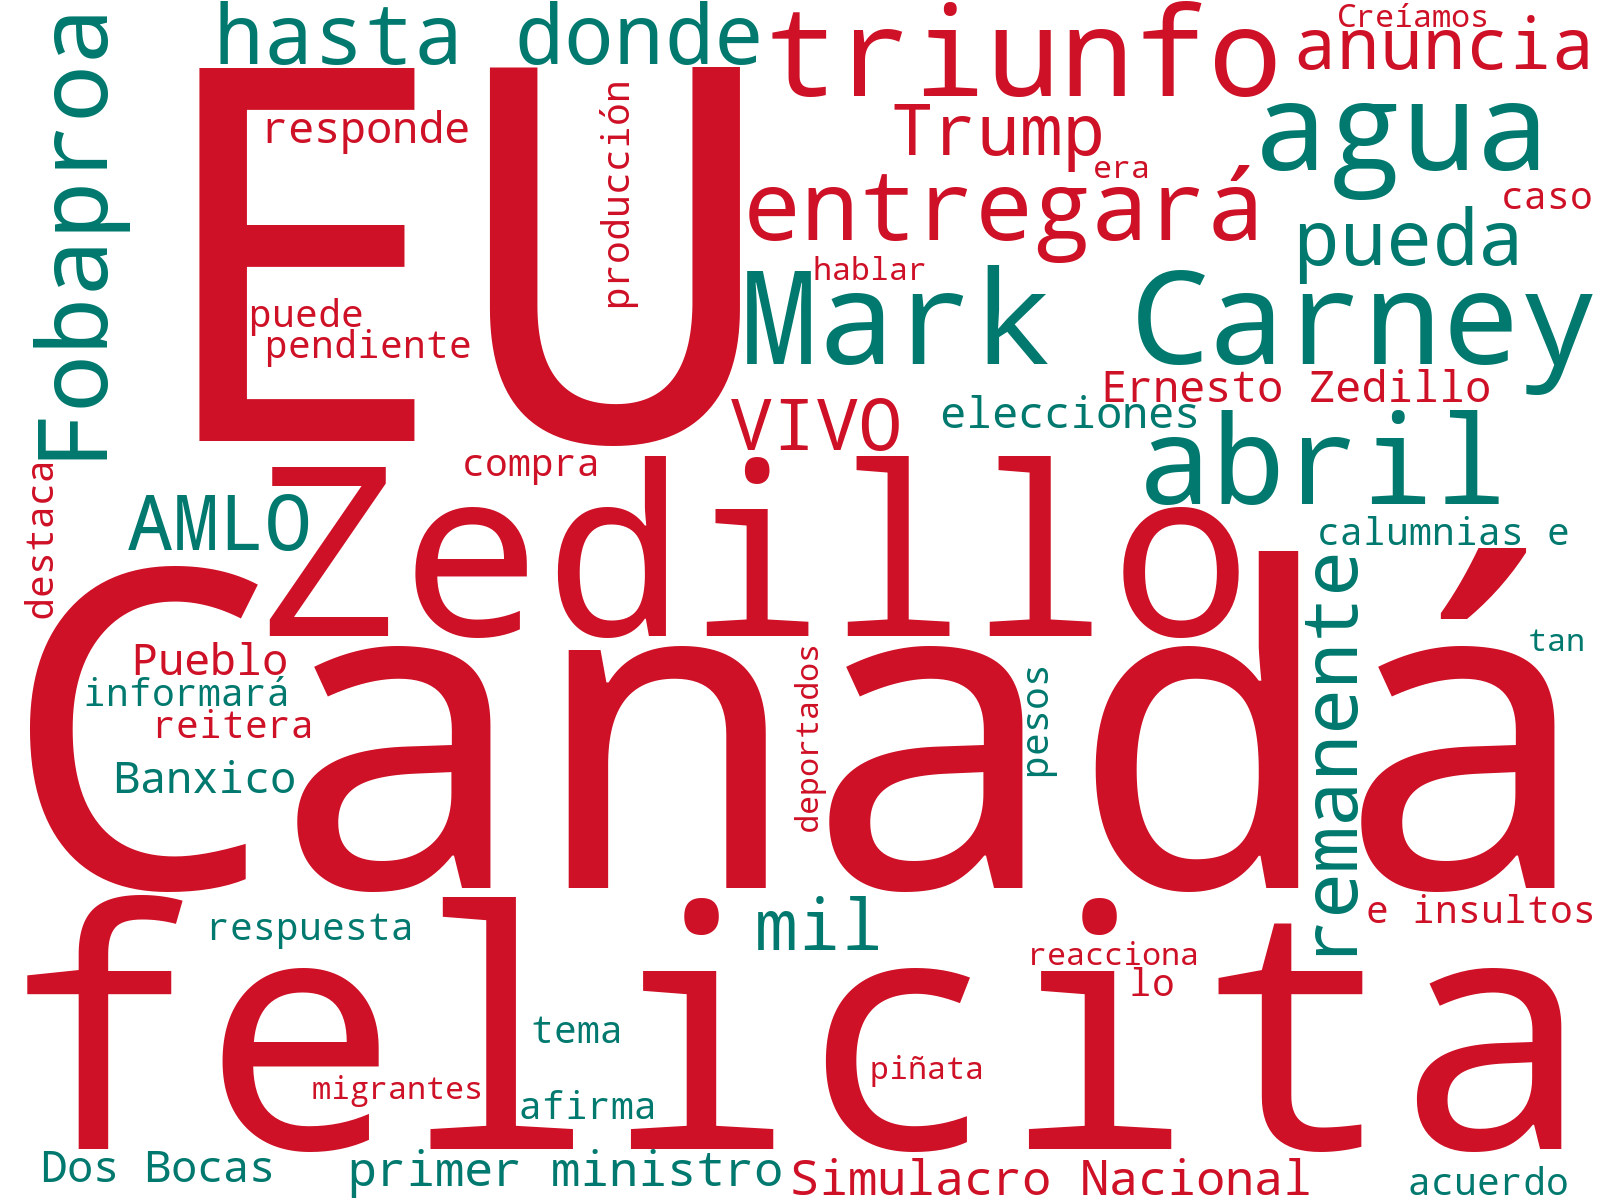 Creíamos
hasta donde
triunfo
anuncia
Fobaproa
EU
responde
producción
Trump
agua
era
entregará
caso
pueda
hablar
Mark Carney
puede
pendiente
Ernesto Zedillo
VIVO
elecciones
abril
compra
destaca
AMLO
Zedillo
calumnias e
Canadá
remanente
tan
Pueblo
informará
reitera
deportados
pesos
Banxico
felicita
respuesta
mil
e insultos
reacciona
lo
tema
piñata
migrantes
afirma
Dos Bocas
primer ministro
Simulacro Nacional
acuerdo